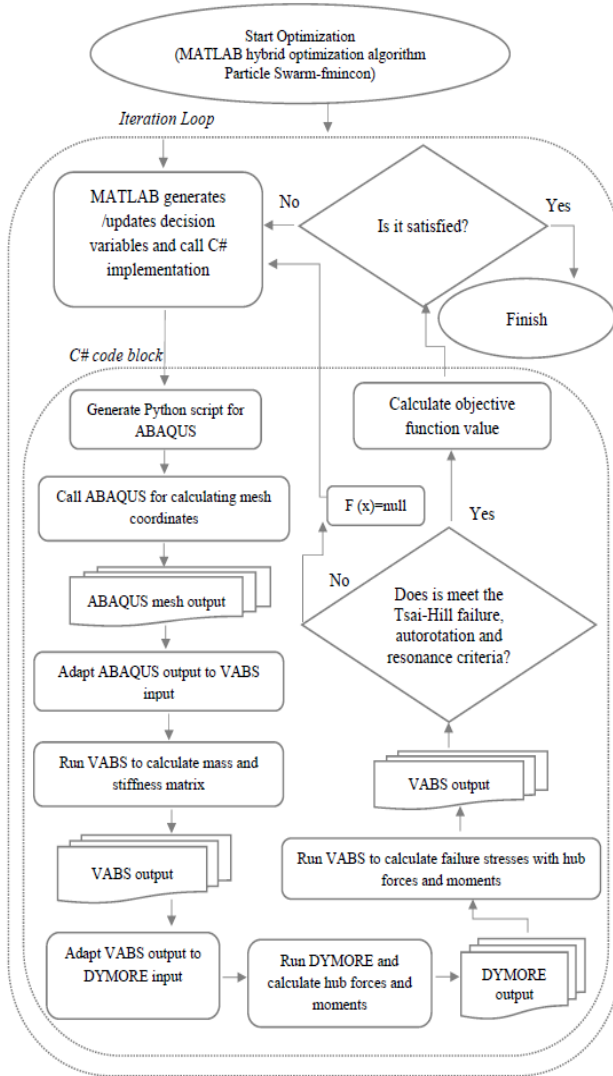 Start Optimization
(MATLAB hybrid optimization algorithm
Particle Swarm-fmincon)
Iteration Loop
MATLAB generates
/updates decision
variables and call C#
implementation
No
Is it satisfied?
Yes
Finish
C# code block
Generate Python script for
ABAQUS
Calculate objective
function value
Call ABAQUS for calculating mesh
coordinates
F (x)=null
Yes
No
ABAQUS mesh output
Does is meet the
Tsai-Hill failure,
autorotation and
resonance criteria?
Adapt ABAQUS output to VABS
input
Run VABS to calculate mass and
stiffness matrix
VABS output
VABS output
Run VABS to calculate failure stresses with hub
forces and moments
Adapt VABS output to
DYMORE input
Run DYMORE and
calculate hub forces and
moments
DYMORE
output